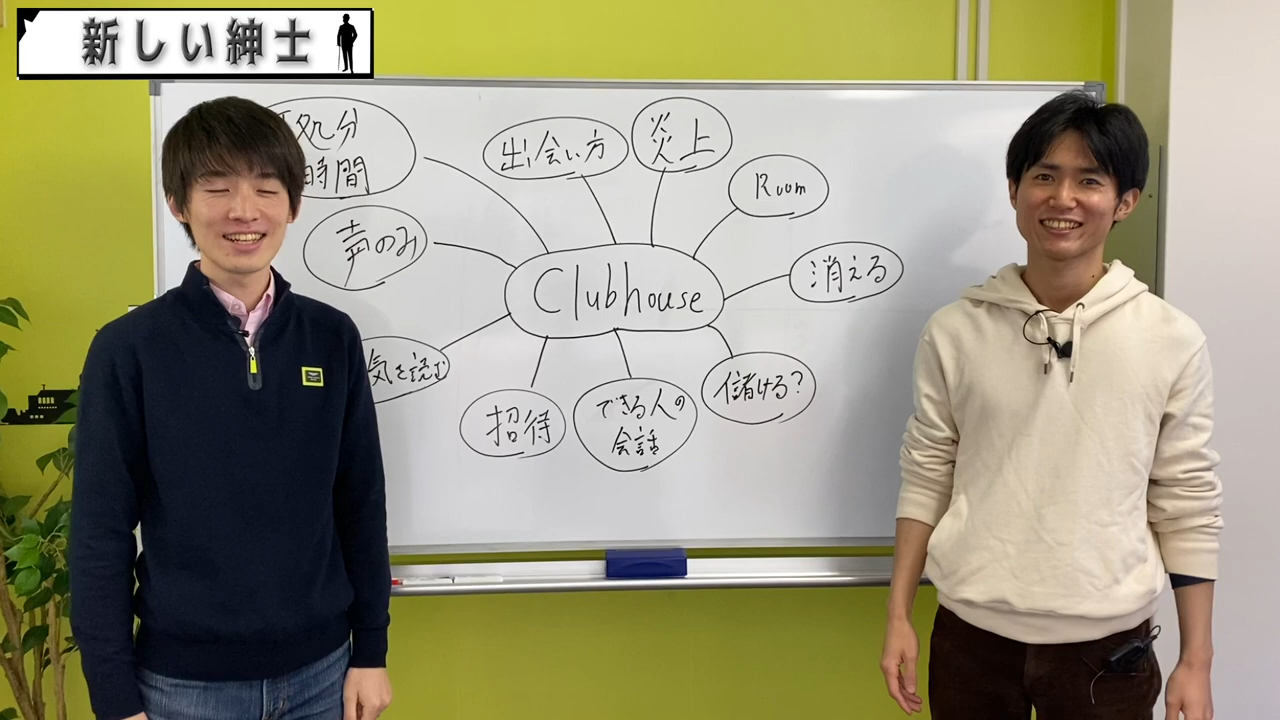 新しい紳士
処分
時間
出会い方
炎上
Room
声のみ
消える
Clubhouse
気を読む
儲ける？
招待
できる人の
会話